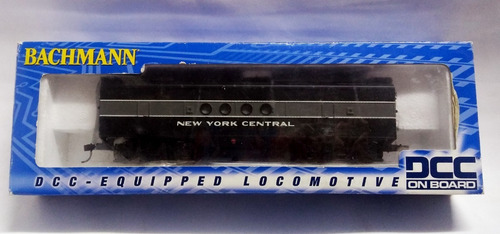 BACHMANN
NEW YORK CENTRAL
DCC-EQUIPPED LOCOMOTIVE
DCC
ON BOARD